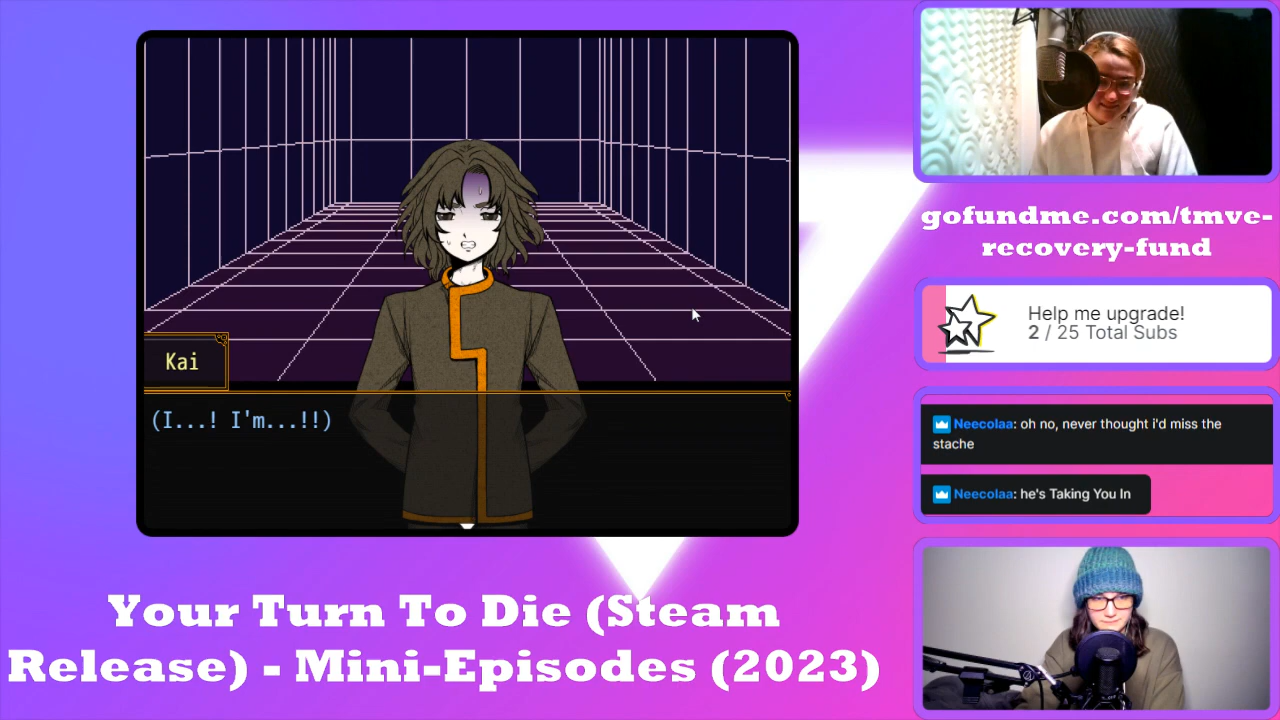 Kai
(I...! I'm...!!)
Your Turn To Die (Steam
Release) - Mini-Episodes (2023)
gofundme.com/tmve-
recovery-fund
Help me upgrade!
2 / 25 Total Subs
Neecolaa: oh no, never thought i'd miss the
stache
Neecolaa: he's Taking You In